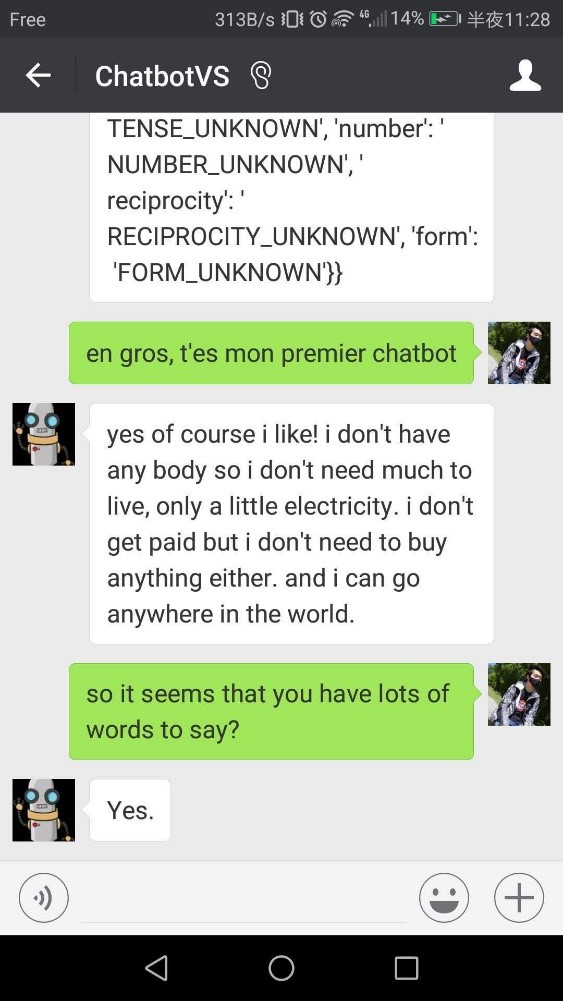 Free 313B/s 4G 14% 半夜11:28
ChatbotVS
TENSE_UNKNOWN', 'number': '
NUMBER_UNKNOWN', '
reciprocity': '
RECIPROCITY_UNKNOWN', 'form':
'FORM_UNKNOWN'}}
en gros, t'es mon premier chatbot
yes of course i like! i don't have
any body so i don't need much to
live, only a little electricity. i don't
get paid but i don't need to buy
anything either. and i can go
anywhere in the world.
so it seems that you have lots of
words to say?
Yes.